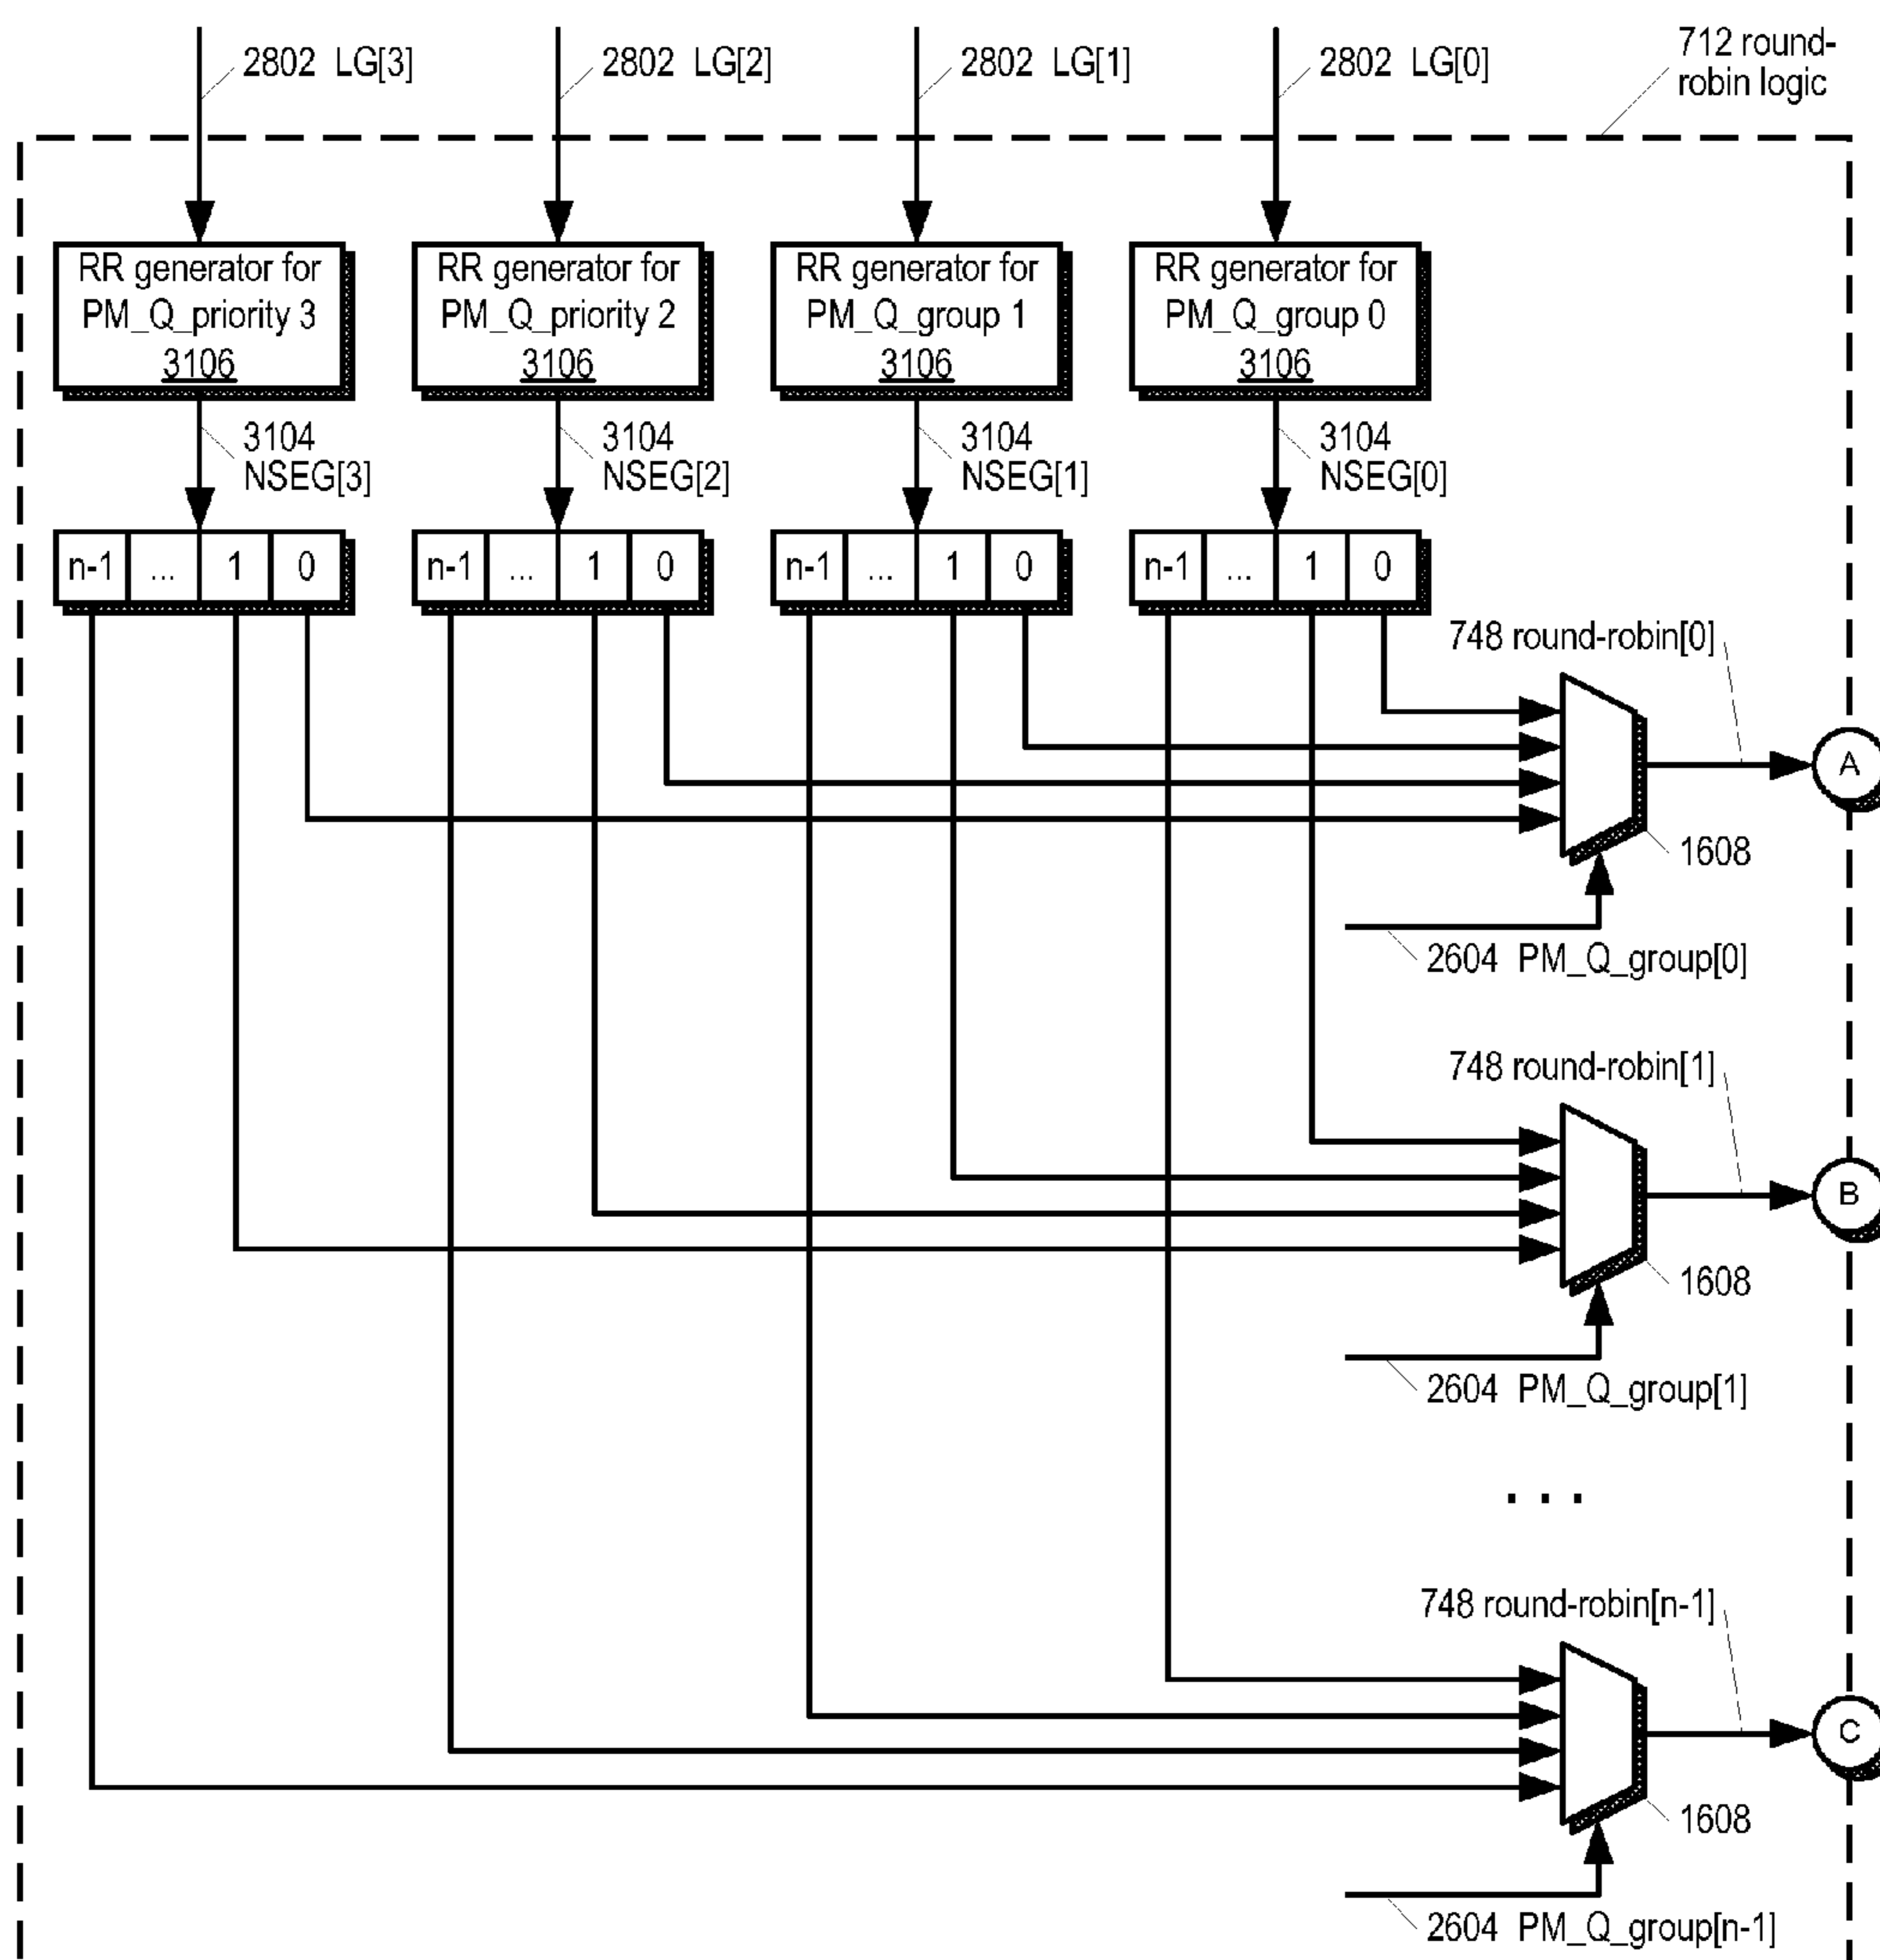 2802 LG[3]
2802 LG[2]
2802 LG[1]
2802 LG[0]
712 round-
robin logic
RR generator for
PM_Q_priority 3
3106
RR generator for
PM_Q_priority 2
3106
RR generator for
PM_Q_group 1
3106
RR generator for
PM_Q_group 0
3106
3104
NSEG[3]
3104
NSEG[2]
3104
NSEG[1]
3104
NSEG[0]
n-1 ... 1 0
n-1 ... 1 0
n-1 ... 1 0
n-1 ... 1 0
748 round-robin[0]
A
1608
2604 PM_Q_group[0]
748 round-robin[1]
B
1608
2604 PM_Q_group[1]
. . .
748 round-robin[n-1]
C
1608
2604 PM_Q_group[n-1]